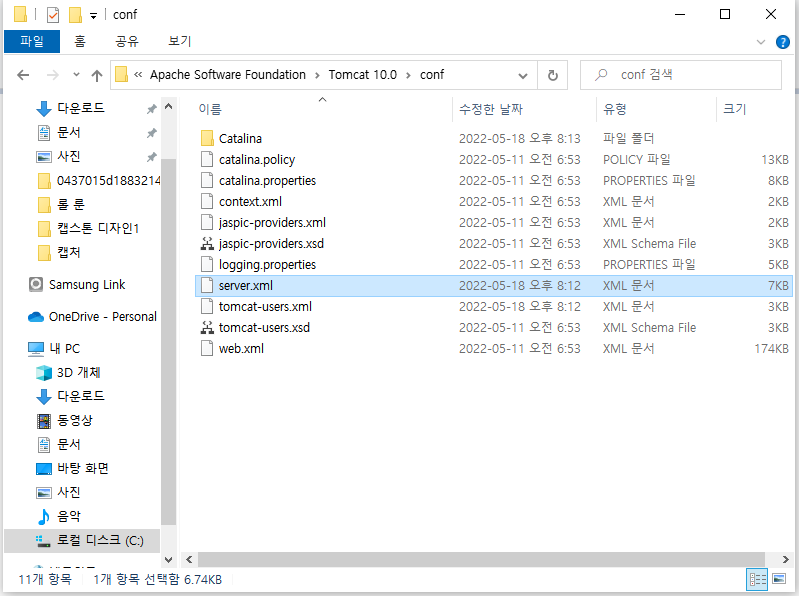 conf
파일 홈 공유 보기
« Apache Software Foundation › Tomcat 10.0 › conf
conf 검색
다운로드
문서
사진
0437015d1883214
롤 룬
캡스톤 디자인1
캡처
Samsung Link
OneDrive - Personal
내 PC
3D 개체
다운로드
동영상
문서
바탕 화면
사진
음악
로컬 디스크 (C:)
이름 수정한 날짜 유형 크기
Catalina 2022-05-18 오후 8:13 파일 폴더
catalina.policy 2022-05-11 오전 6:53 POLICY 파일 13KB
catalina.properties 2022-05-11 오전 6:53 PROPERTIES 파일 8KB
context.xml 2022-05-11 오전 6:53 XML 문서 2KB
jaspic-providers.xml 2022-05-11 오전 6:53 XML 문서 2KB
jaspic-providers.xsd 2022-05-11 오전 6:53 XML Schema File 3KB
logging.properties 2022-05-11 오전 6:53 PROPERTIES 파일 5KB
server.xml 2022-05-18 오후 8:12 XML 문서 7KB
tomcat-users.xml 2022-05-18 오후 8:12 XML 문서 3KB
tomcat-users.xsd 2022-05-11 오전 6:53 XML Schema File 3KB
web.xml 2022-05-11 오전 6:53 XML 문서 174KB
11개 항목 1개 항목 선택함 6.74KB